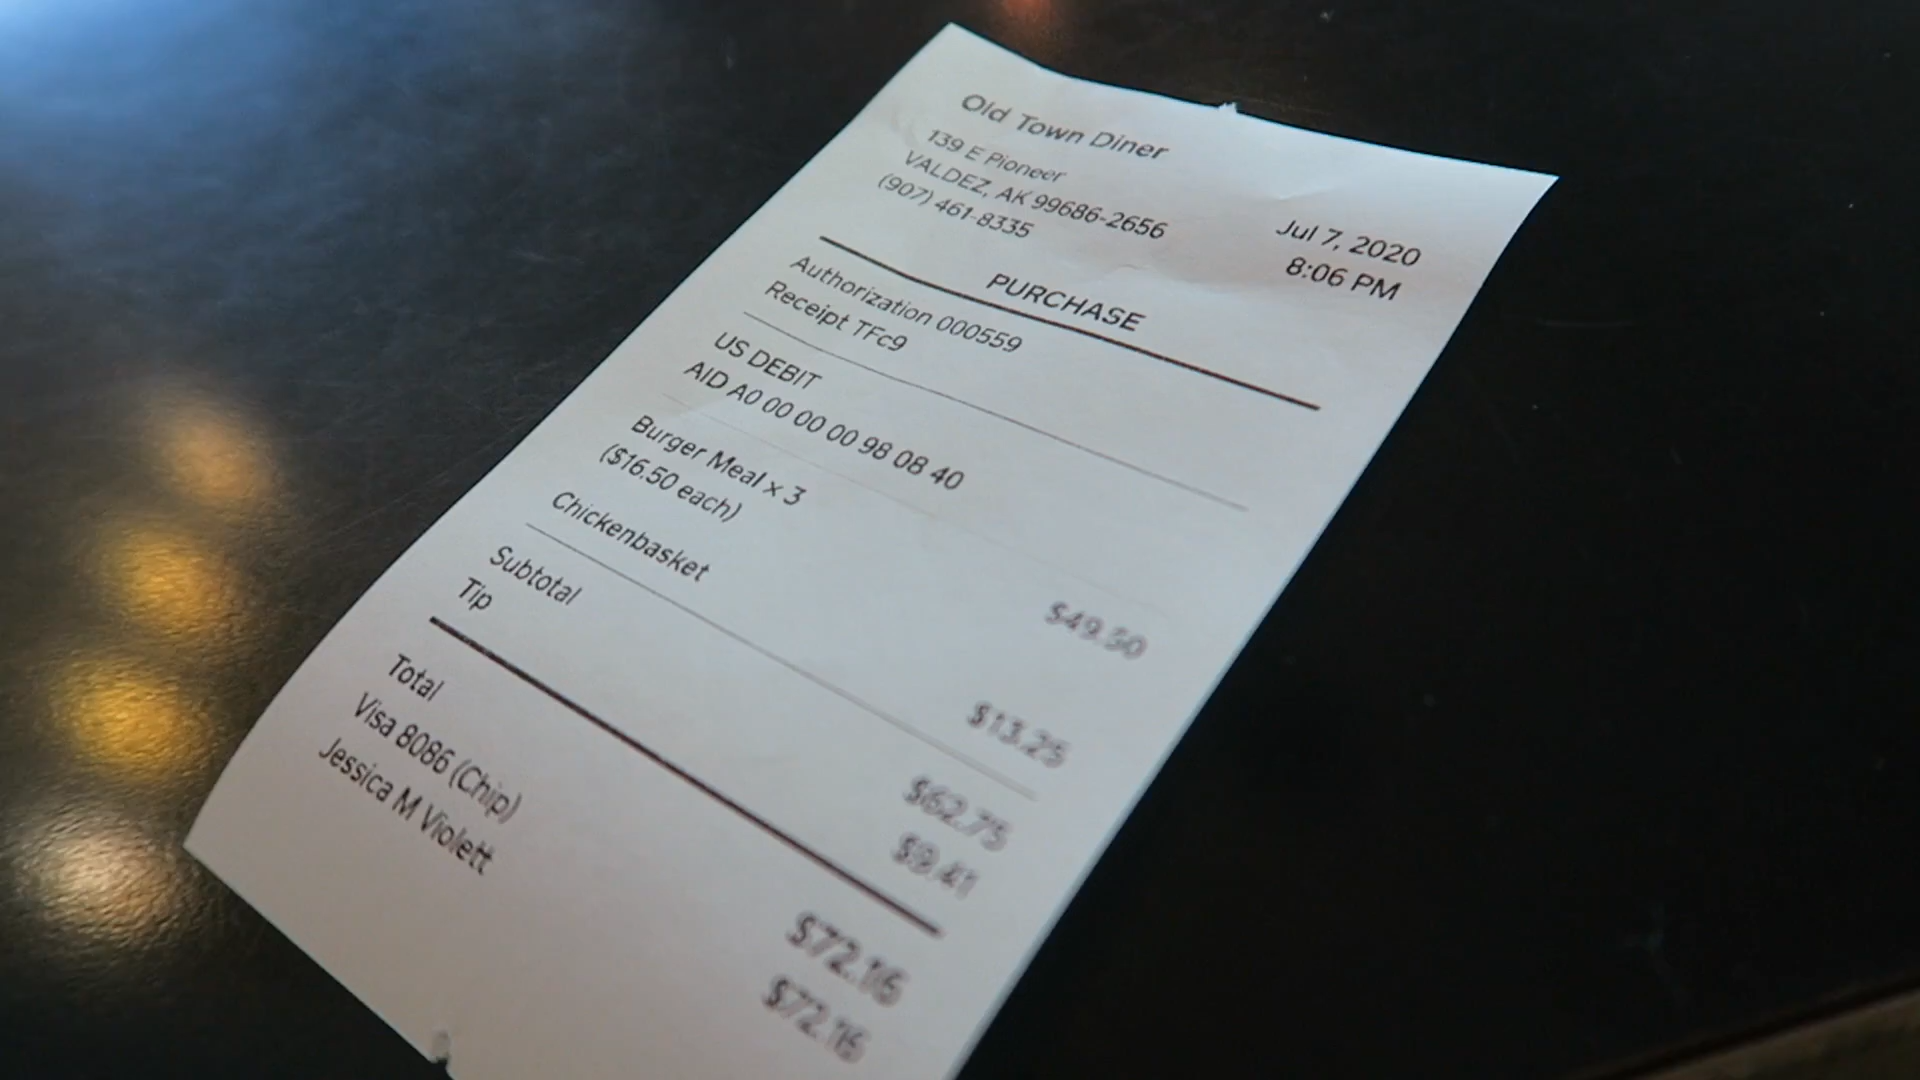 Old Town Diner
139 E Pioneer
VALDEZ, AK 99686-2656
(907) 461-8335
Jul 7, 2020
8:06 PM
PURCHASE
Authorization 000559
Receipt TFc9
US DEBIT
AID A0 00 00 00 98 08 40
Burger Meal x 3 $49.50
($16.50 each)
Chickenbasket $13.25
Subtotal $62.75
Tip $9.41
Total $72.16
Visa 8086 (Chip) $72.16
Jessica M Violett